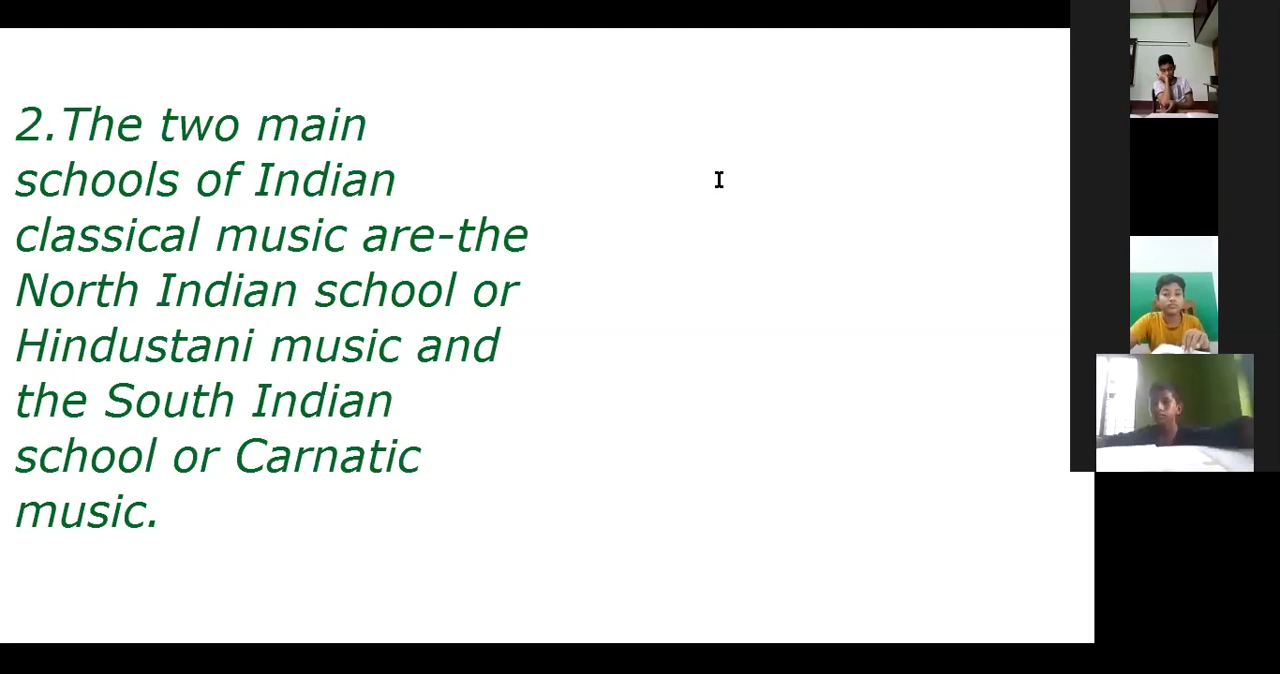 2.The two main
schools of Indian
classical music are-the
North Indian school or
Hindustani music and
the South Indian
school or Carnatic
music.